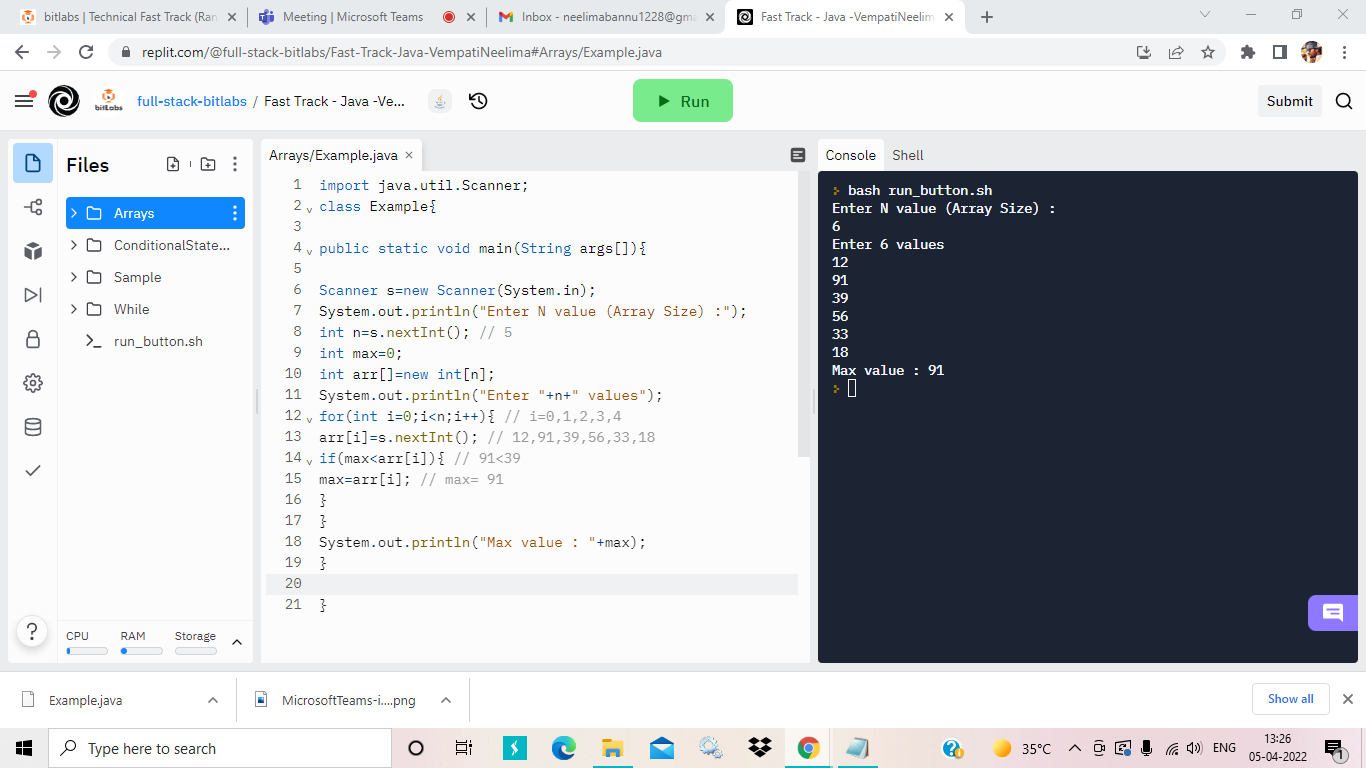 bitlabs | Technical Fast Track (Ran
Meeting | Microsoft Teams
Inbox - neelimabannu1228@gma
Fast Track - Java -VempatiNeelim
replit.com/@full-stack-bitlabs/Fast-Track-Java-VempatiNeelima#Arrays/Example.java
bitLabs
full-stack-bitlabs / Fast Track - Java -Ve...
Run
Submit
Files
Arrays
ConditionalState...
Sample
While
run_button.sh
CPU
RAM
Storage
Arrays/Example.java
1 import java.util.Scanner;
2 class Example{
3
4 public static void main(String args[]){
5
6 Scanner s=new Scanner(System.in);
7 System.out.println("Enter N value (Array Size) :");
8 int n=s.nextInt(); // 5
9 int max=0;
10 int arr[]=new int[n];
11 System.out.println("Enter "+n+" values");
12 for(int i=0;i<n;i++){ // i=0,1,2,3,4
13 arr[i]=s.nextInt(); // 12,91,39,56,33,18
14 if(max<arr[i]){ // 91<39
15 max=arr[i]; // max= 91
16 }
17 }
18 System.out.println("Max value : "+max);
19 }
20
21 }
Console
Shell
bash run_button.sh
Enter N value (Array Size) :
6
Enter 6 values
12
91
39
56
33
18
Max value : 91
Example.java
MicrosoftTeams-i....png
Show all
Type here to search
35°C
ENG
13:26
05-04-2022
1